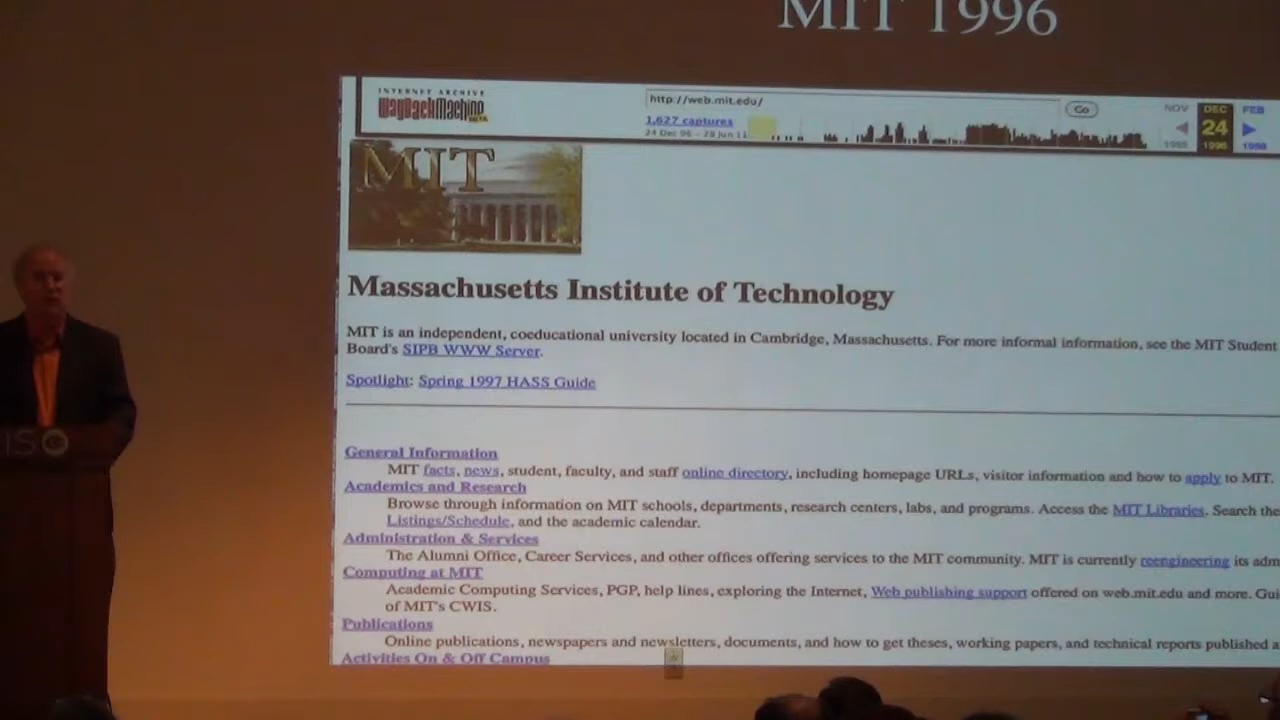 MIT 1996
INTERNET ARCHIVE
WayBackMachine
BETA
http://web.mit.edu/
Go
1,627 captures
24 Dec 96 - 28 Jun 11
NOV DEC FEB
24
1995 1996 1998
MIT
Massachusetts Institute of Technology
MIT is an independent, coeducational university located in Cambridge, Massachusetts. For more informal information, see the MIT Student
Board's SIPB WWW Server.
Spotlight: Spring 1997 HASS Guide
General Information
MIT facts, news, student, faculty, and staff online directory, including homepage URLs, visitor information and how to apply to MIT.
Academics and Research
Browse through information on MIT schools, departments, research centers, labs, and programs. Access the MIT Libraries. Search the
Listings/Schedule, and the academic calendar.
Administration & Services
The Alumni Office, Career Services, and other offices offering services to the MIT community. MIT is currently reengineering its adm
Computing at MIT
Academic Computing Services, PGP, help lines, exploring the Internet, Web publishing support offered on web.mit.edu and more. Gui
of MIT's CWIS.
Publications
Online publications, newspapers and newsletters, documents, and how to get theses, working papers, and technical reports published a
Activities On & Off Campus
ISO